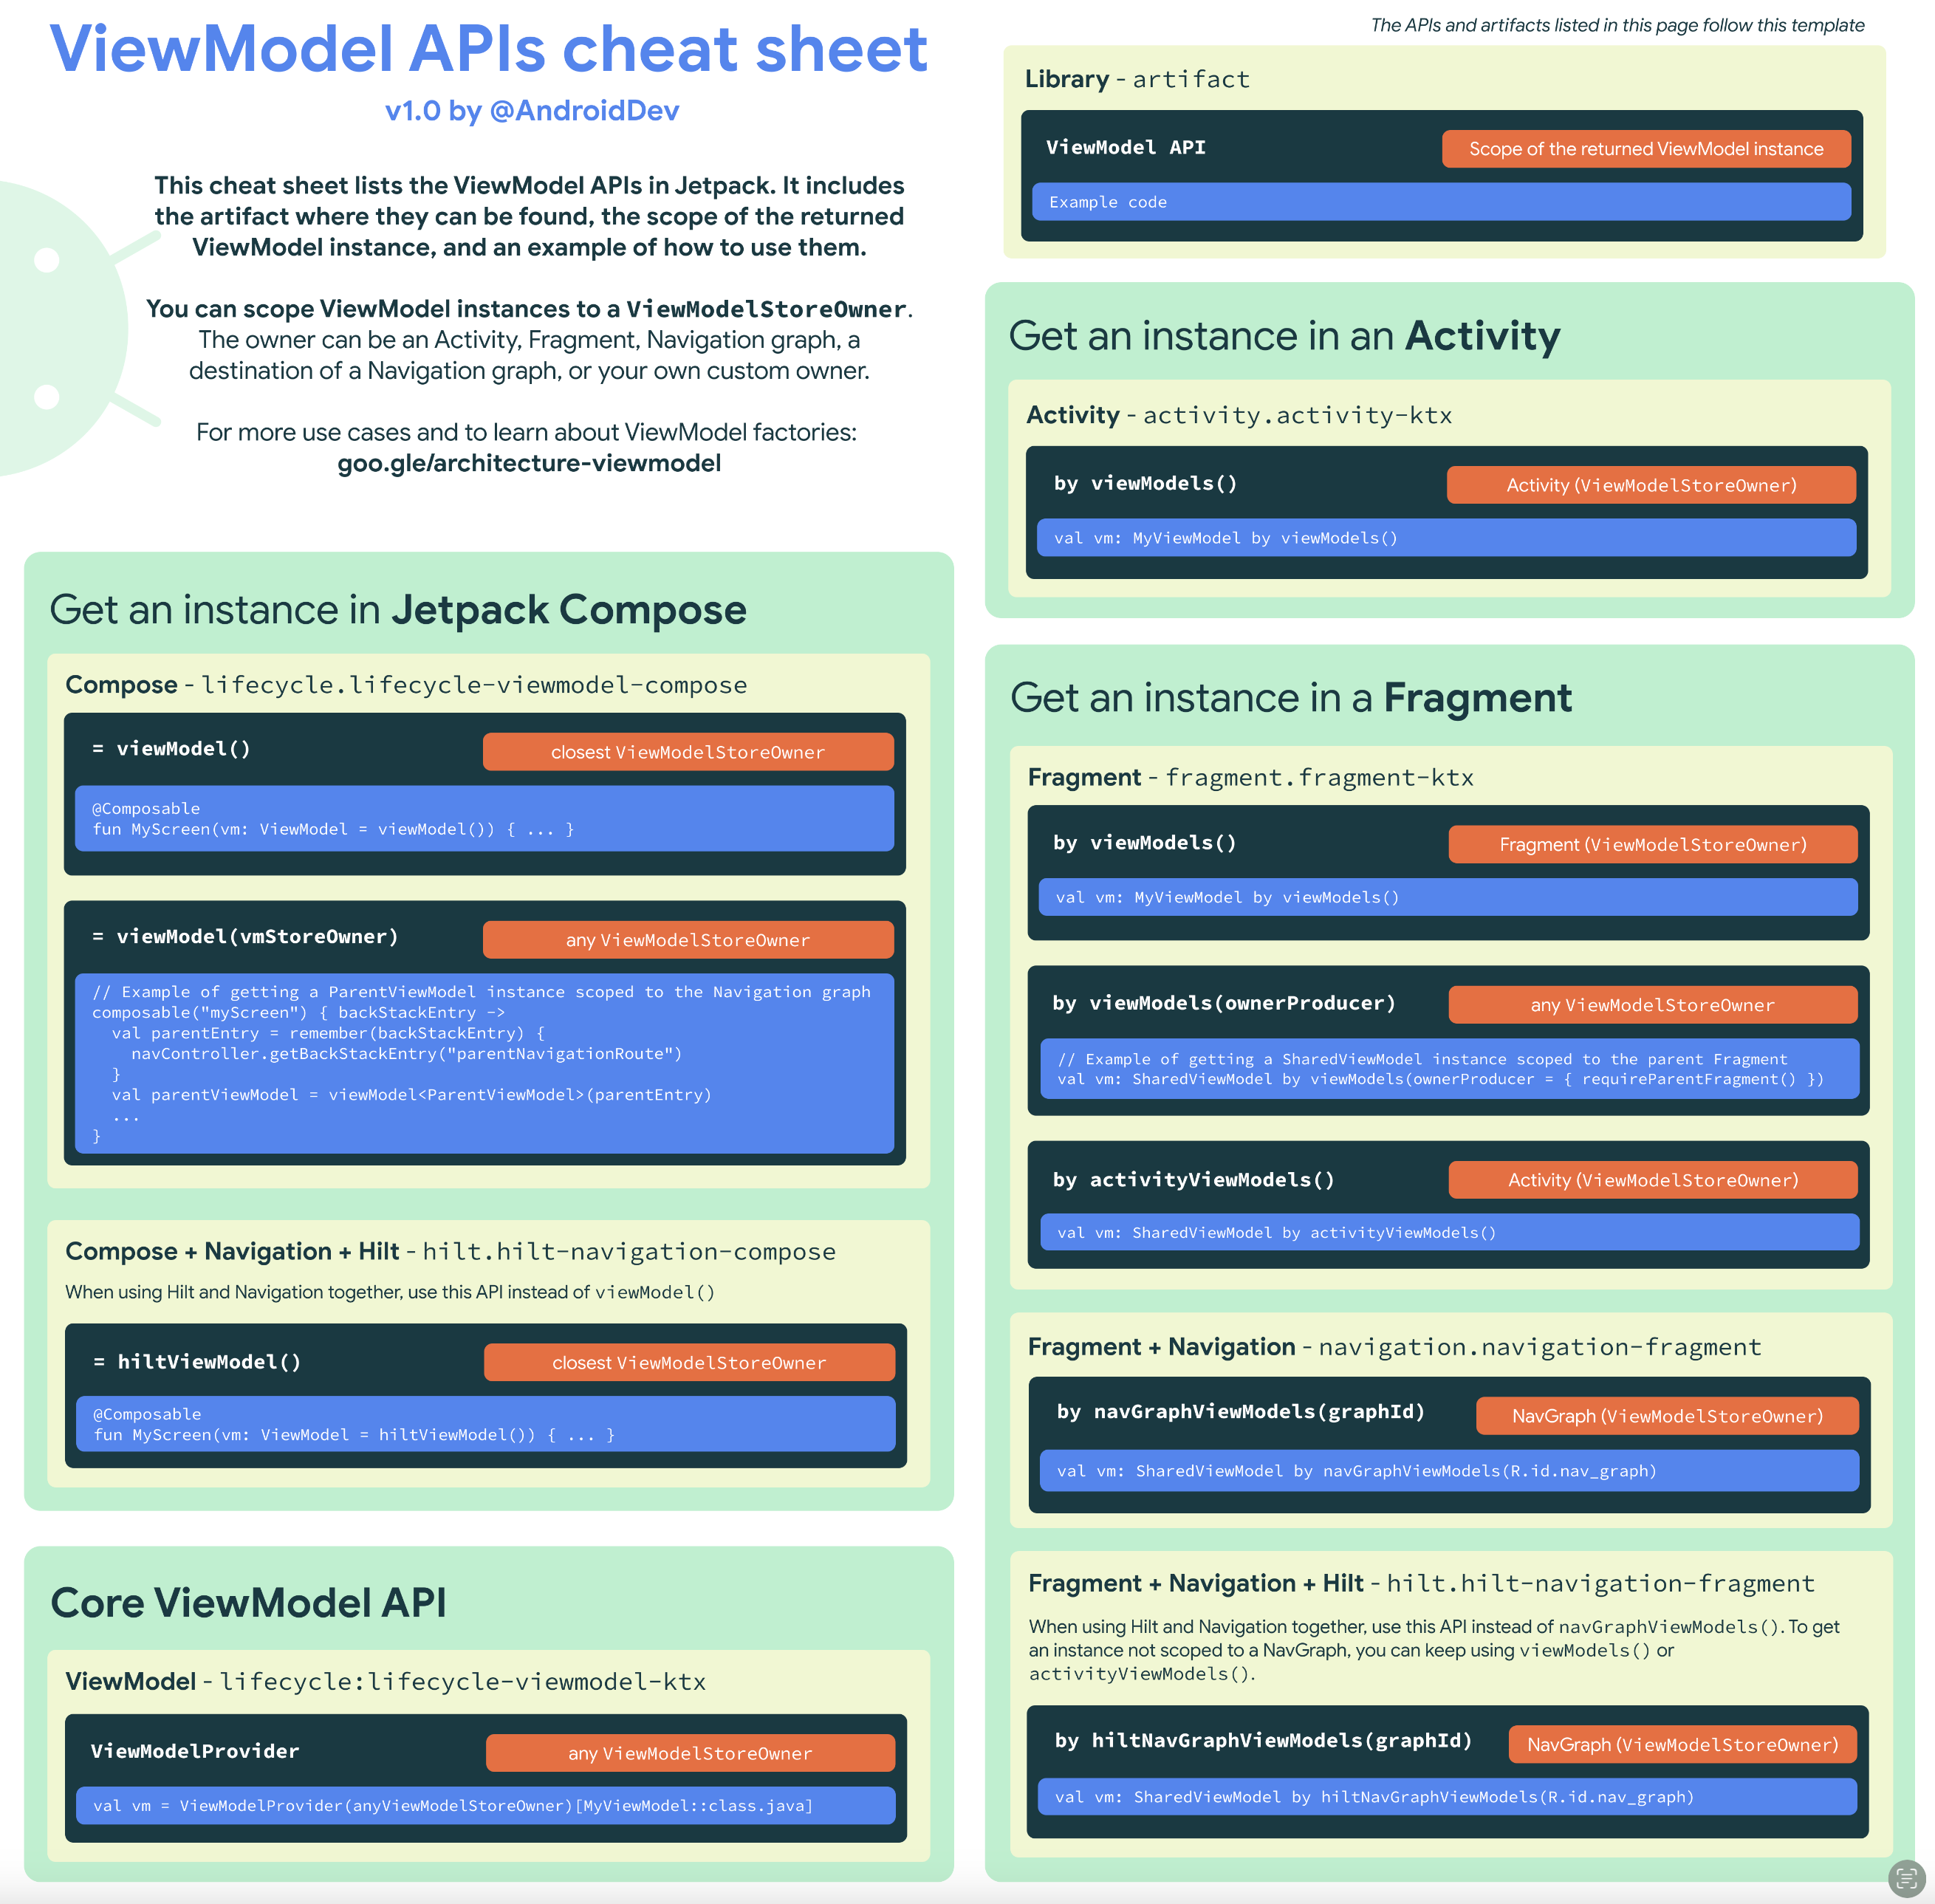 ViewModel APIs cheat sheet
v1.0 by @AndroidDev
This cheat sheet lists the ViewModel APIs in Jetpack. It includes
the artifact where they can be found, the scope of the returned
ViewModel instance, and an example of how to use them.
You can scope ViewModel instances to a ViewModelStoreOwner.
The owner can be an Activity, Fragment, Navigation graph, a
destination of a Navigation graph, or your own custom owner.
For more use cases and to learn about ViewModel factories:
goo.gle/architecture-viewmodel
Get an instance in Jetpack Compose
Compose - lifecycle.lifecycle-viewmodel-compose
= viewModel()
closest ViewModelStoreOwner
@Composable
fun MyScreen(vm: ViewModel = viewModel()) { ... }
= viewModel(vmStoreOwner)
any ViewModelStoreOwner
// Example of getting a ParentViewModel instance scoped to the Navigation graph
composable("myScreen") { backStackEntry ->
  val parentEntry = remember(backStackEntry) {
    navController.getBackStackEntry("parentNavigationRoute")
  }
  val parentViewModel = viewModel<ParentViewModel>(parentEntry)
  ...
}
Compose + Navigation + Hilt - hilt.hilt-navigation-compose
When using Hilt and Navigation together, use this API instead of viewModel()
= hiltViewModel()
closest ViewModelStoreOwner
@Composable
fun MyScreen(vm: ViewModel = hiltViewModel()) { ... }
Core ViewModel API
ViewModel - lifecycle:lifecycle-viewmodel-ktx
ViewModelProvider
any ViewModelStoreOwner
val vm = ViewModelProvider(anyViewModelStoreOwner)[MyViewModel::class.java]
The APIs and artifacts listed in this page follow this template
Library - artifact
ViewModel API
Scope of the returned ViewModel instance
Example code
Get an instance in an Activity
Activity - activity.activity-ktx
by viewModels()
Activity (ViewModelStoreOwner)
val vm: MyViewModel by viewModels()
Get an instance in a Fragment
Fragment - fragment.fragment-ktx
by viewModels()
Fragment (ViewModelStoreOwner)
val vm: MyViewModel by viewModels()
by viewModels(ownerProducer)
any ViewModelStoreOwner
// Example of getting a SharedViewModel instance scoped to the parent Fragment
val vm: SharedViewModel by viewModels(ownerProducer = { requireParentFragment() })
by activityViewModels()
Activity (ViewModelStoreOwner)
val vm: SharedViewModel by activityViewModels()
Fragment + Navigation - navigation.navigation-fragment
by navGraphViewModels(graphId)
NavGraph (ViewModelStoreOwner)
val vm: SharedViewModel by navGraphViewModels(R.id.nav_graph)
Fragment + Navigation + Hilt - hilt.hilt-navigation-fragment
When using Hilt and Navigation together, use this API instead of navGraphViewModels(). To get
an instance not scoped to a NavGraph, you can keep using viewModels() or
activityViewModels().
by hiltNavGraphViewModels(graphId)
NavGraph (ViewModelStoreOwner)
val vm: SharedViewModel by hiltNavGraphViewModels(R.id.nav_graph)